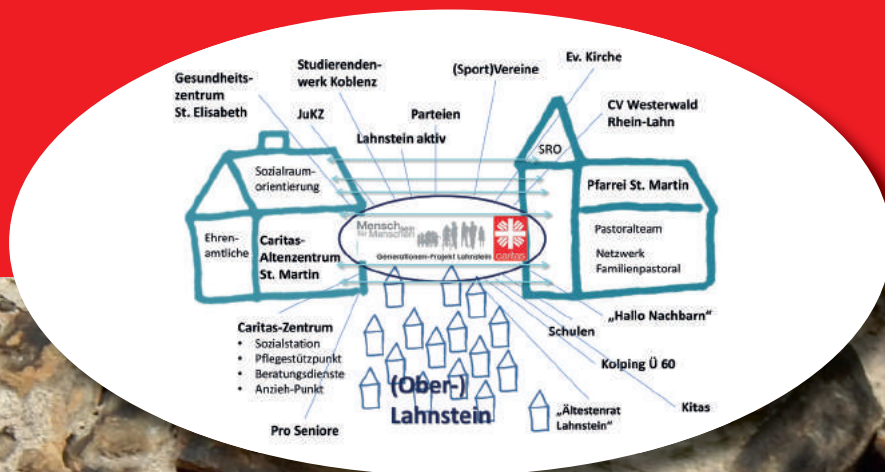 Gesundheits-
zentrum
St. Elisabeth
Studierenden-
werk Koblenz
(Sport)Vereine
Ev. Kirche
JuKZ
Parteien
CV Westerwald
Rhein-Lahn
Lahnstein aktiv
SRO
Sozialraum-
orientierung
Pfarrei St. Martin
Ehren-
amtliche
Caritas-
Altenzentrum
St. Martin
Mensch sein
für Menschen
Generationen-Projekt Lahnstein
caritas
Pastoralteam
Netzwerk
Familienpastoral
Caritas-Zentrum
• Sozialstation
• Pflegestützpunkt
• Beratungsdienste
• Anzieh-Punkt
Pro Seniore
(Ober-)
Lahnstein
„Hallo Nachbarn“
Schulen
Kolping Ü 60
Kitas
„Ältestenrat
Lahnstein“